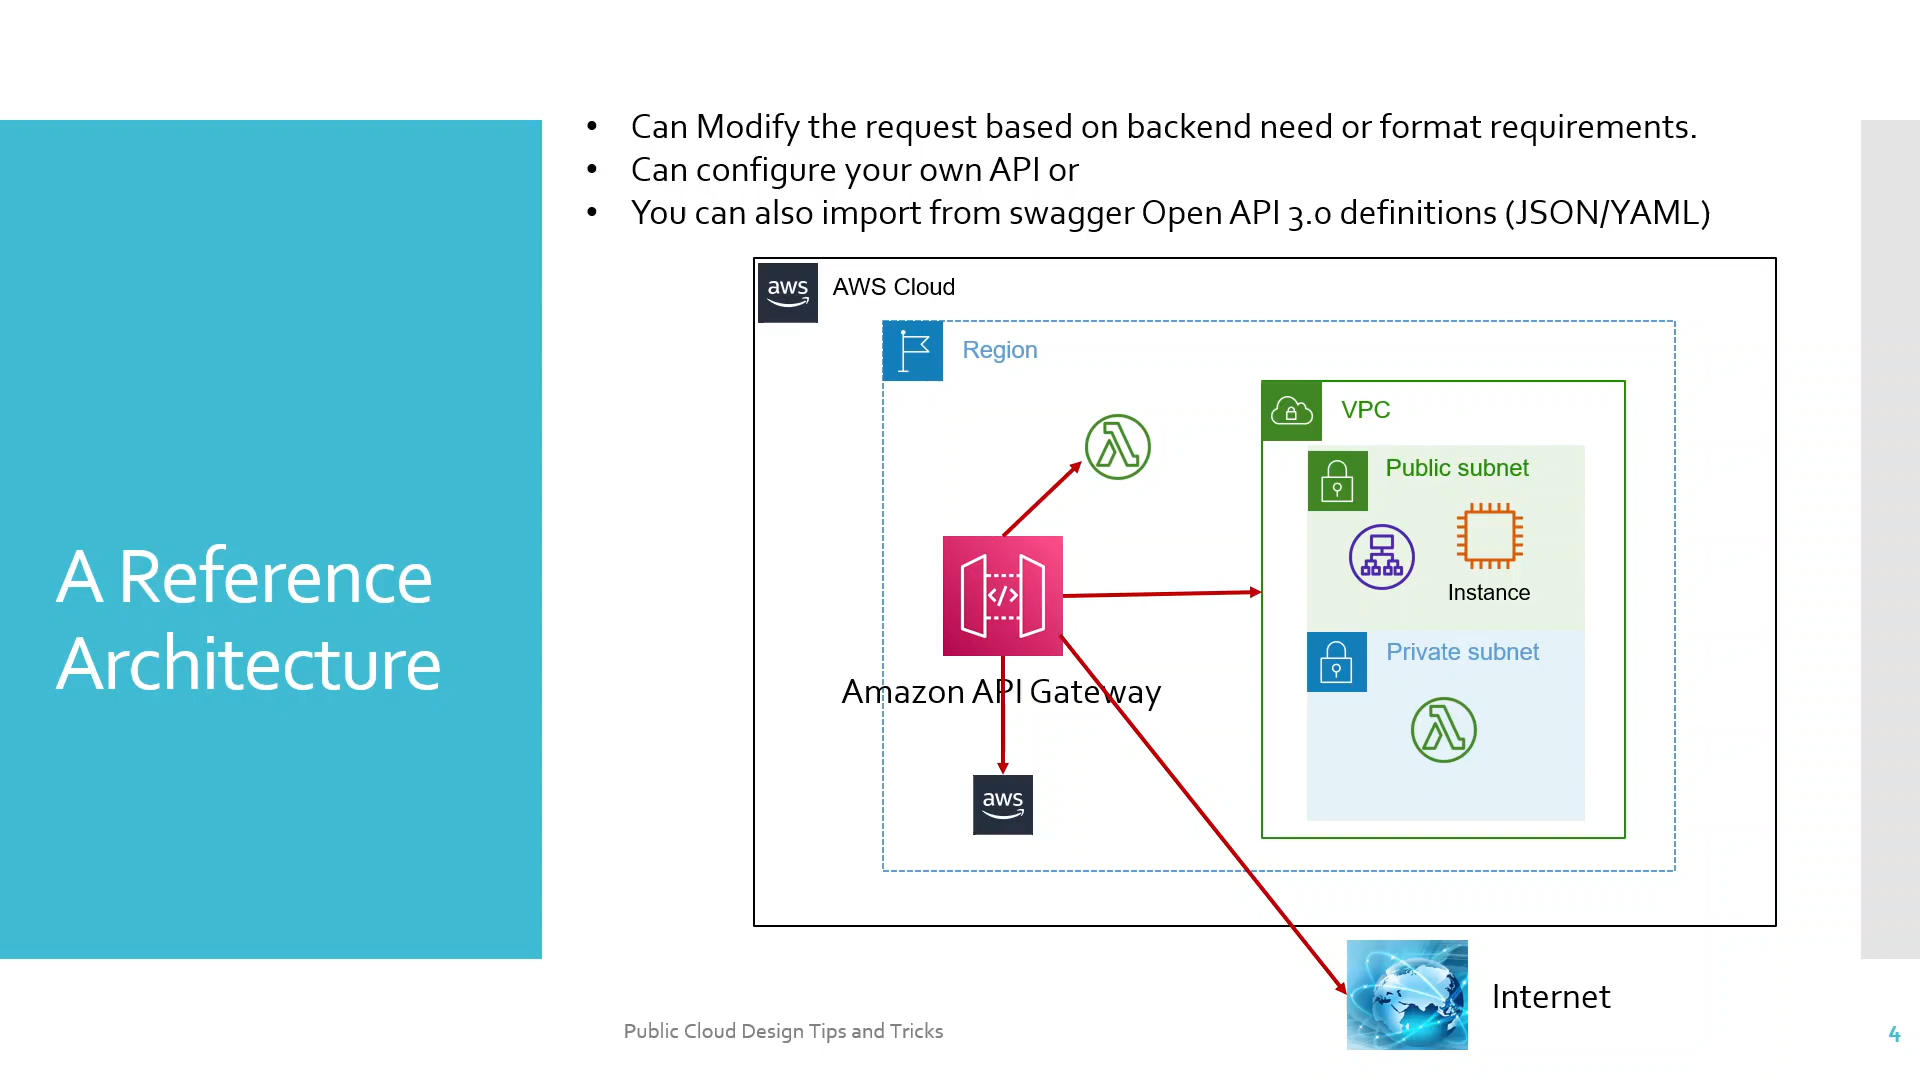 • Can Modify the request based on backend need or format requirements.
• Can configure your own API or
• You can also import from swagger Open API 3.0 definitions (JSON/YAML)
A Reference
Architecture
aws
AWS Cloud
Region
VPC
Public subnet
</>
Instance
Private subnet
Amazon API Gateway
aws
Internet
Public Cloud Design Tips and Tricks
4